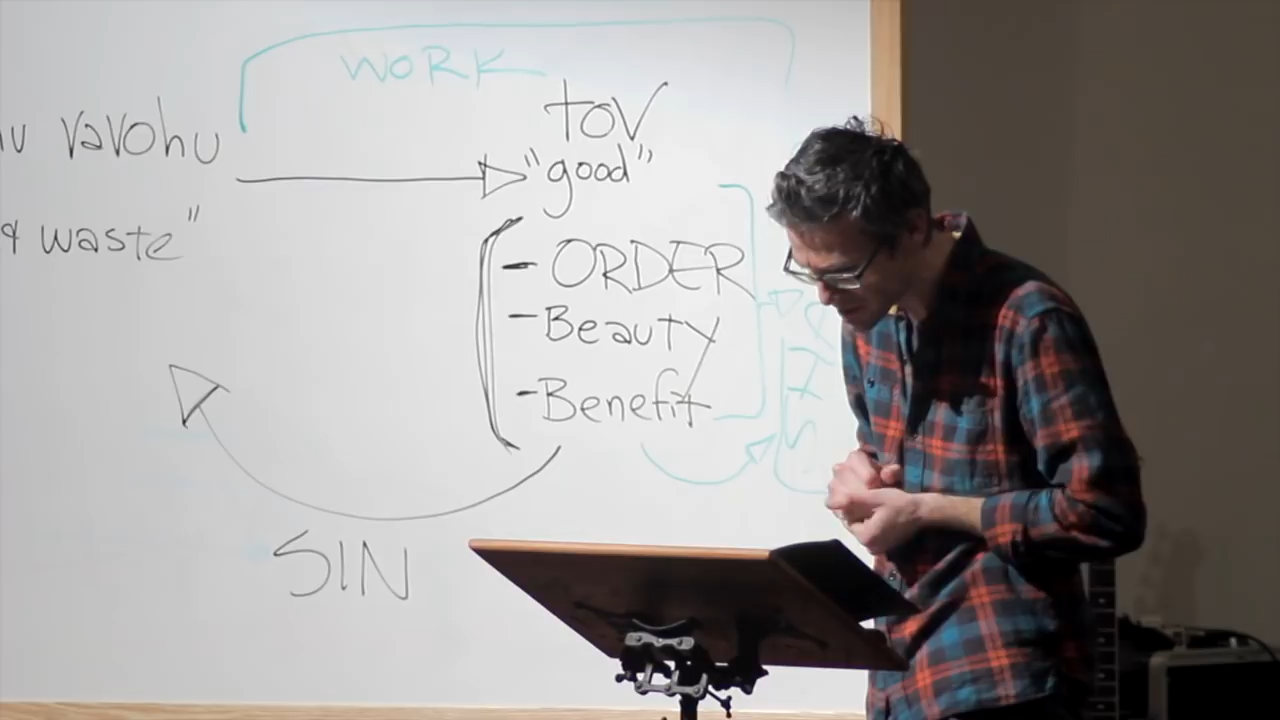 WORK
vavohu
tov
"good"
& waste"
- ORDER
- Beauty
- Benefit
SIN